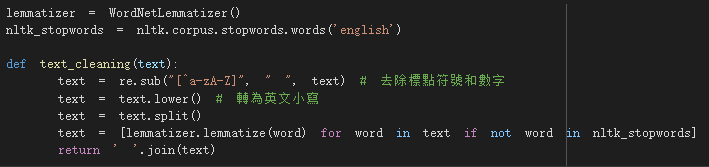 lemmatizer = WordNetLemmatizer()
nltk_stopwords = nltk.corpus.stopwords.words('english')
def text_cleaning(text):
text = re.sub("[^a-zA-Z]", " ", text) # 去除標點符號和數字
text = text.lower() # 轉為英文小寫
text = text.split()
text = [lemmatizer.lemmatize(word) for word in text if not word in nltk_stopwords]
return ' '.join(text)